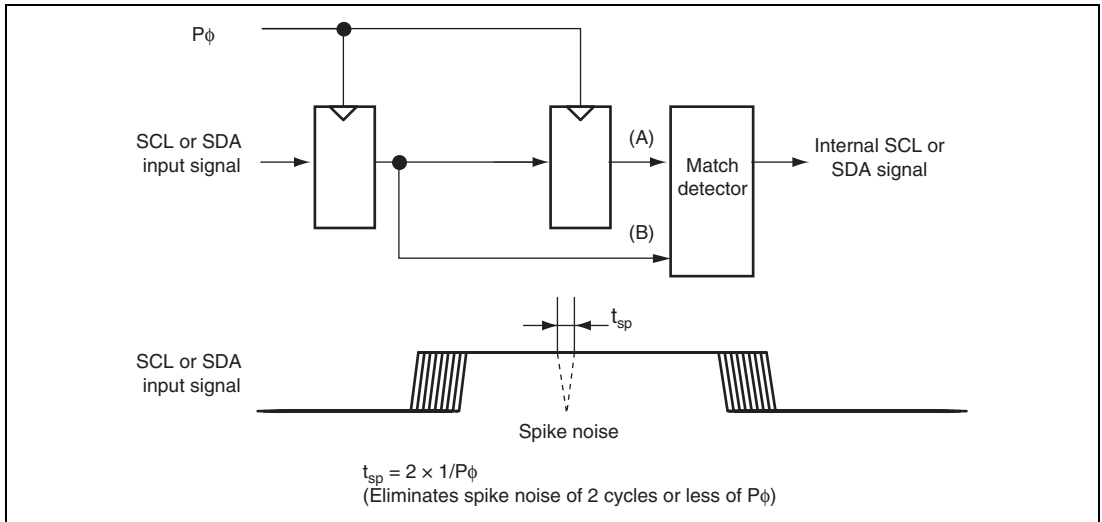 Pϕ
SCL or SDA
input signal
(A)
(B)
Match
detector
Internal SCL or
SDA signal
tsp
SCL or SDA
input signal
Spike noise
tsp = 2 × 1/Pϕ
(Eliminates spike noise of 2 cycles or less of Pϕ)